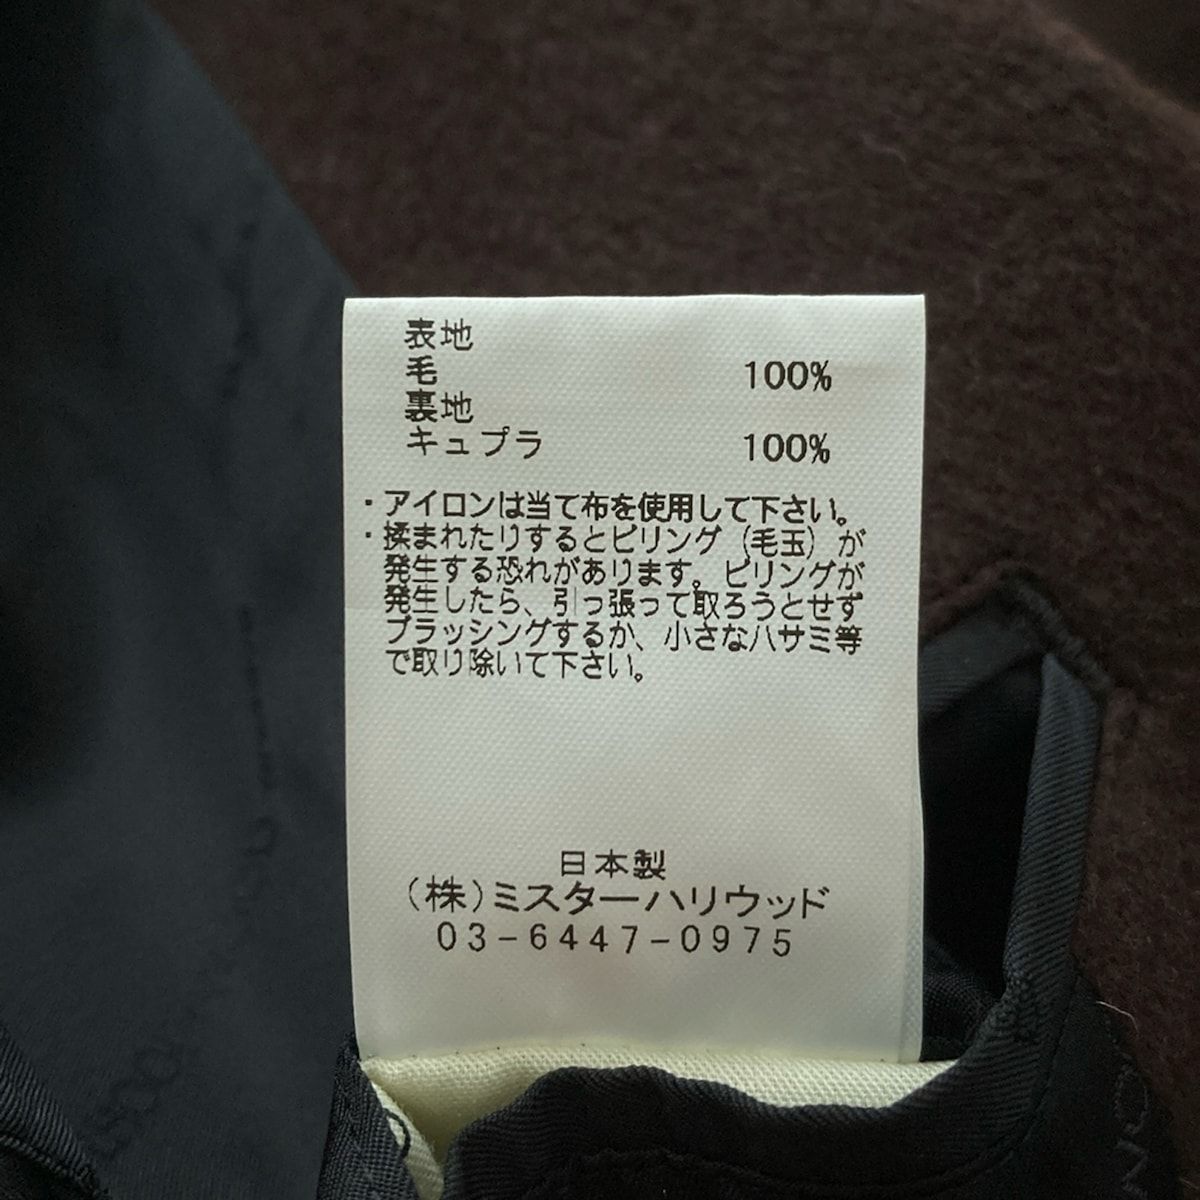 表地
毛 100%
裏地
キュプラ 100%
・アイロンは当て布を使用して下さい。
・揉まれたりするとピリング(毛玉)が
発生する恐れがあります。ピリングが
発生したら、引っ張って取ろうとせず
ブラッシングするか、小さなハサミ等
で取り除いて下さい。
日本製
(株)ミスターハリウッド
03-6447-0975